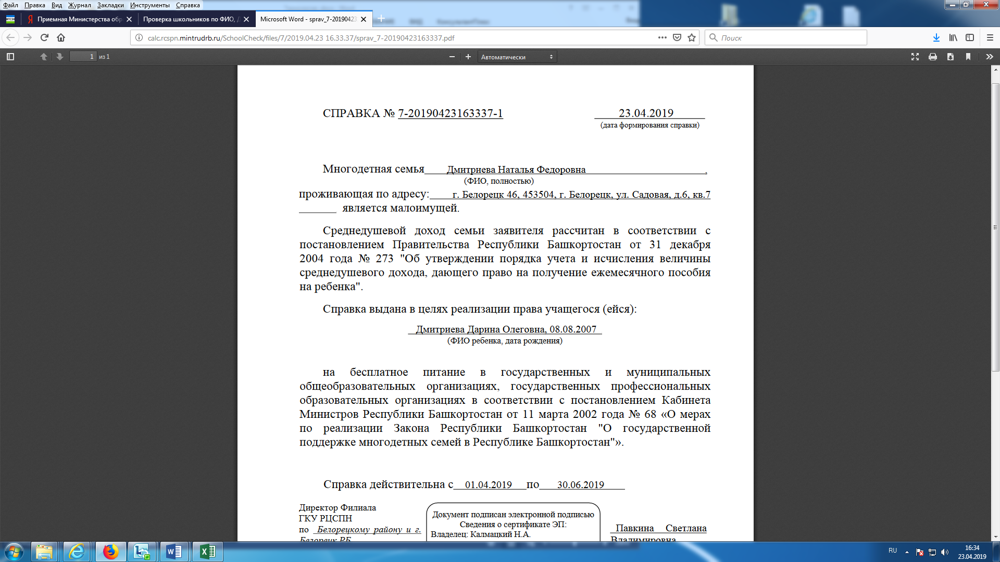 Файл Правка Вид Журнал Закладки Инструменты Справка
Приемная Министерства обр
Проверка школьников по ФИО, Д
Microsoft Word - sprav_7-20190423
calc.rcspn.mintrudrb.ru/SchoolCheck/files/7/2019.04.23 16.33.37/sprav_7-20190423163337.pdf
Поиск
1 из 1
Автоматически
СПРАВКА № 7-20190423163337-1 23.04.2019
(дата формирования справки)
Многодетная семья Дмитриева Наталья Федоровна ,
(ФИО, полностью)
проживающая по адресу: г. Белорецк 46, 453504, г. Белорецк, ул. Садовая, д.6, кв.7
является малоимущей.
Среднедушевой доход семьи заявителя рассчитан в соответствии с
постановлением Правительства Республики Башкортостан от 31 декабря
2004 года № 273 "Об утверждении порядка учета и исчисления величины
среднедушевого дохода, дающего право на получение ежемесячного пособия
на ребенка".
Справка выдана в целях реализации права учащегося (ейся):
Дмитриева Дарина Олеговна, 08.08.2007
(ФИО ребенка, дата рождения)
на бесплатное питание в государственных и муниципальных
общеобразовательных организациях, государственных профессиональных
образовательных организациях в соответствии с постановлением Кабинета
Министров Республики Башкортостан от 11 марта 2002 года № 68 «О мерах
по реализации Закона Республики Башкортостан "О государственной
поддержке многодетных семей в Республике Башкортостан"».
Справка действительна с 01.04.2019 по 30.06.2019
Директор Филиала
ГКУ РЦСПН
по Белорецкому району и г.
Белорецк РБ
Документ подписан электронной подписью
Сведения о сертификате ЭП:
Владелец: Калмацкий Н.А.
Павкина Светлана
Владимировна
RU
16:34
23.04.2019